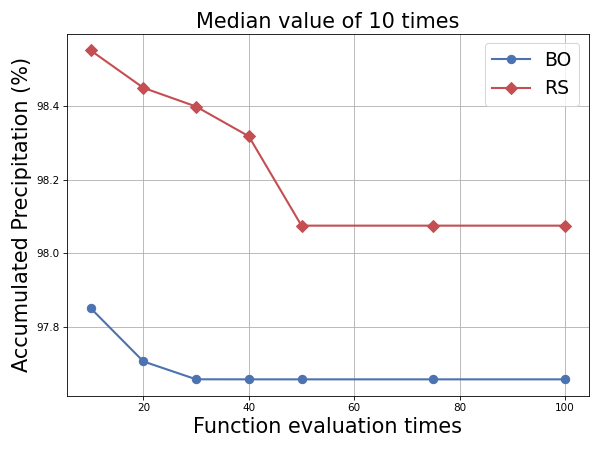 Median value of 10 times
BO
RS
Accumulated Precipitation (%)
98.4
98.2
98.0
97.8
20 40 60 80 100
Function evaluation times